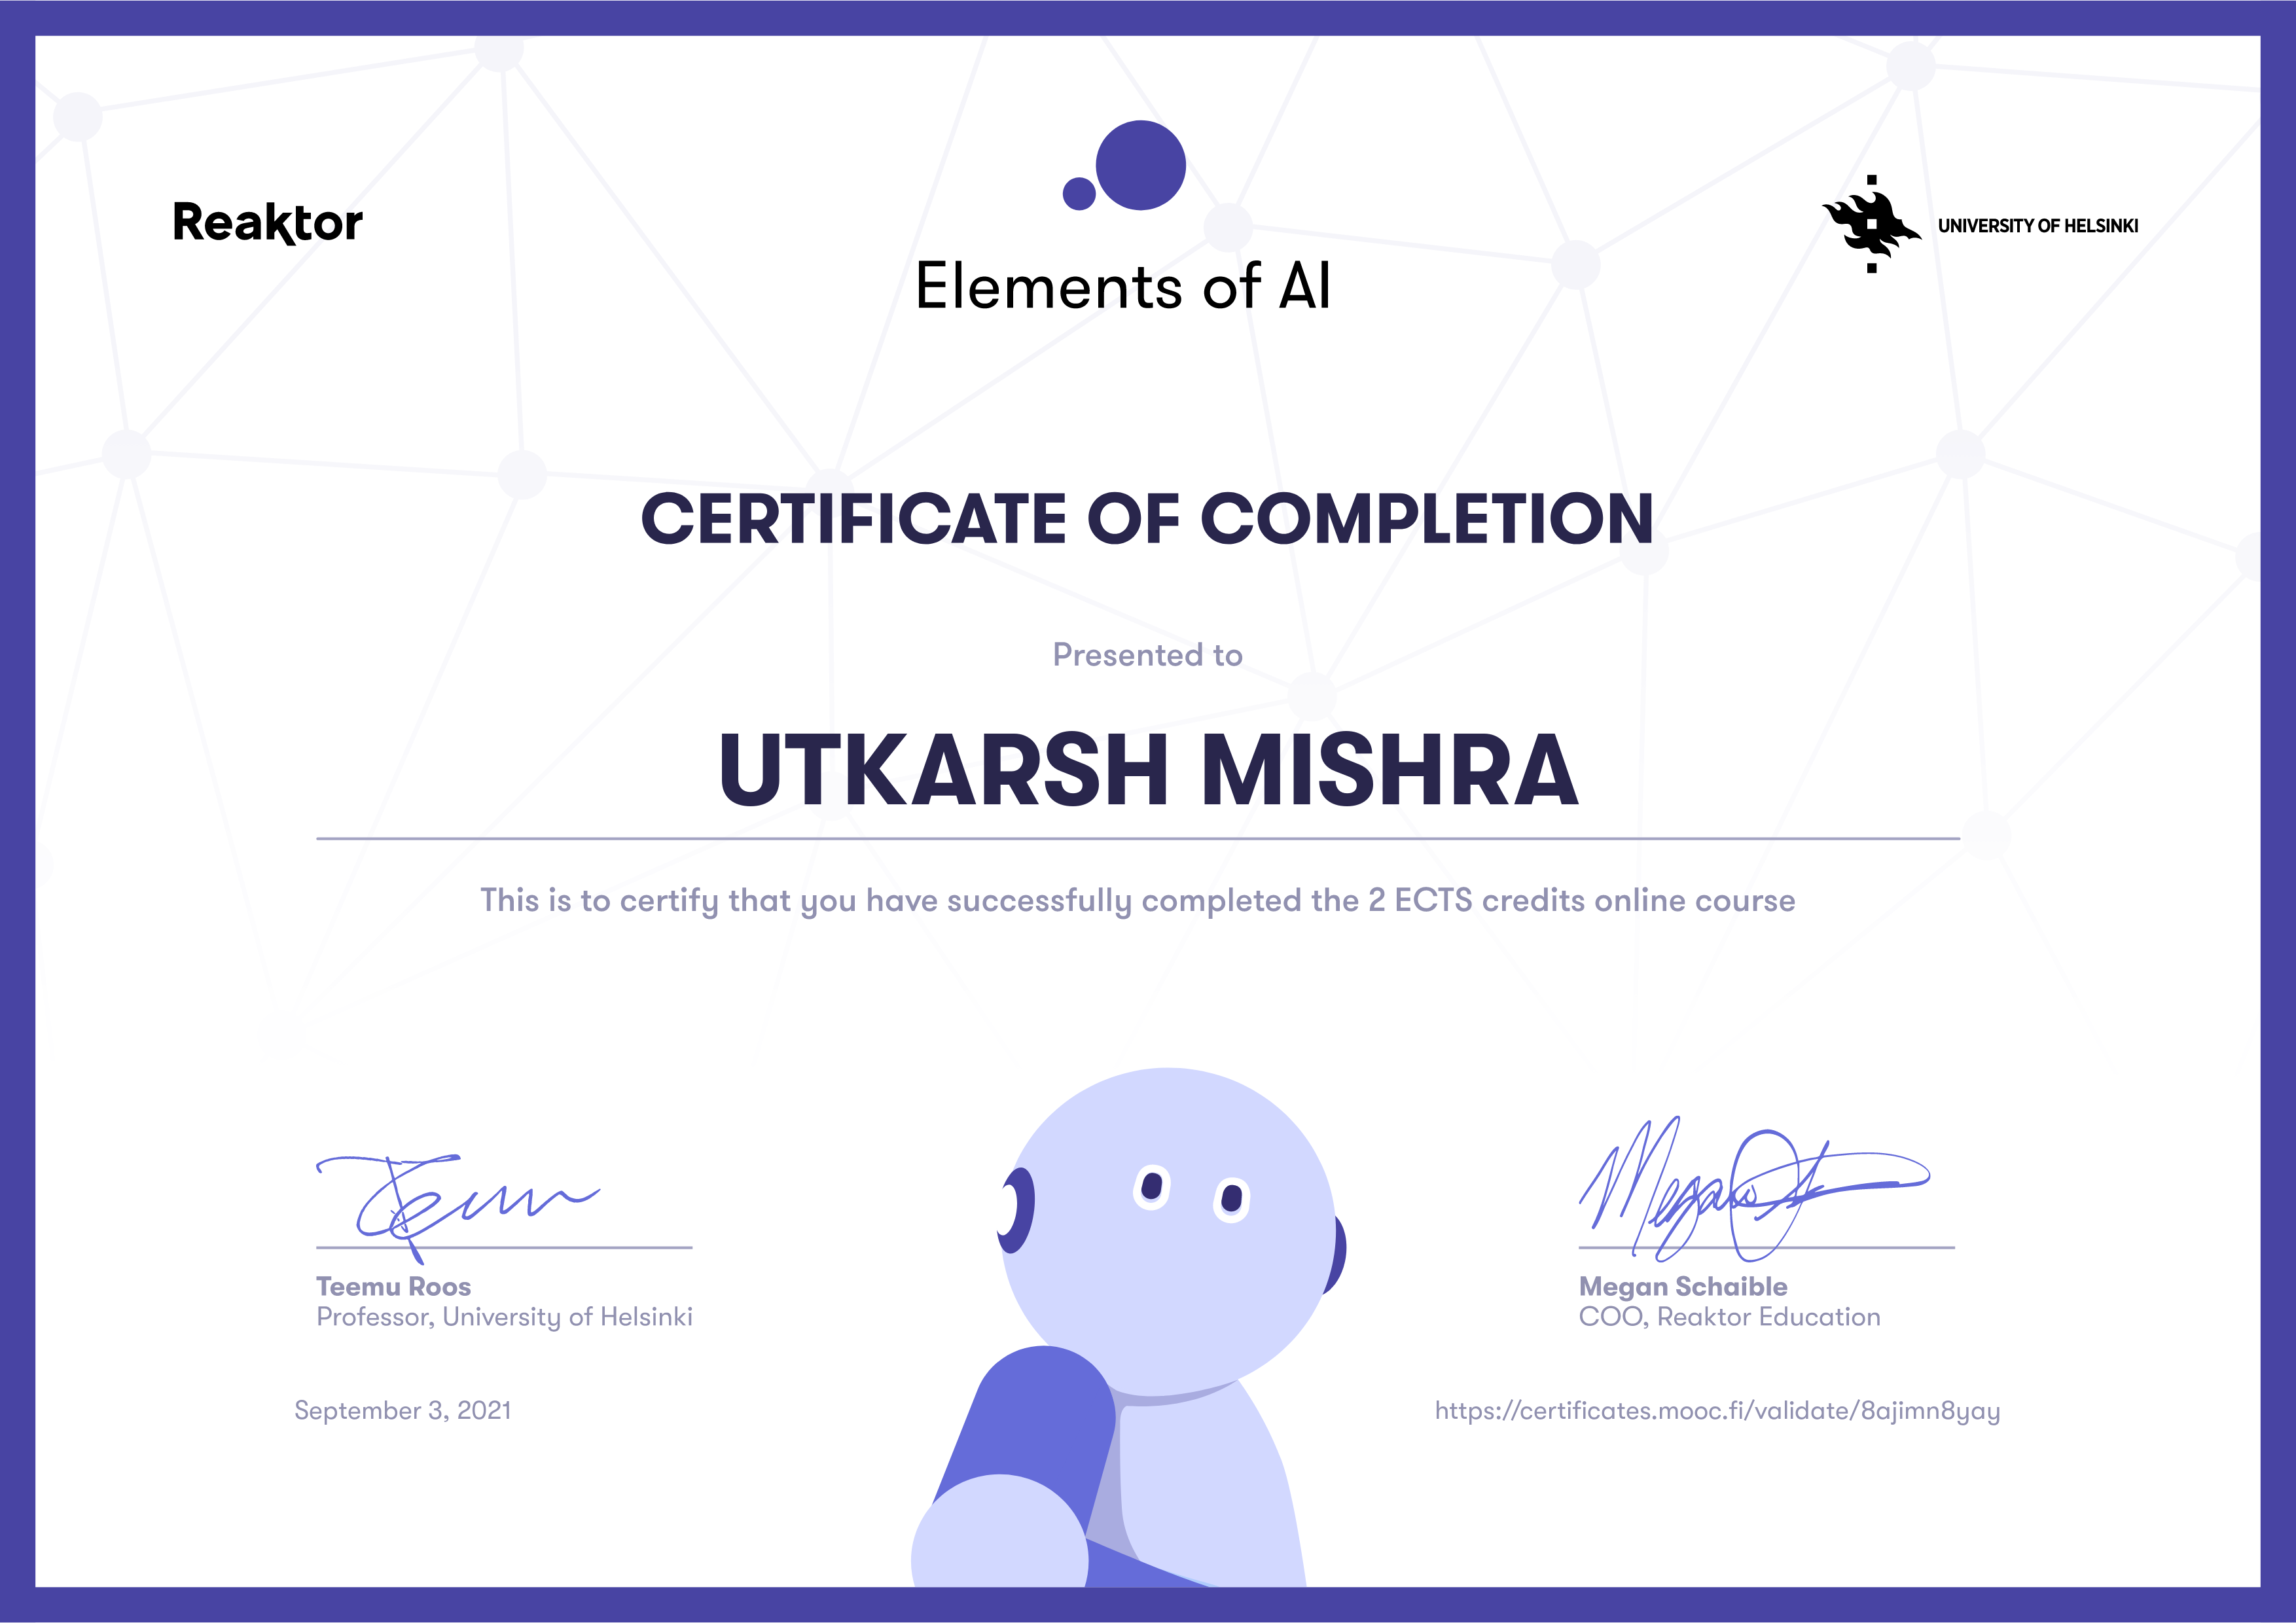 Reaktor
Elements of AI
UNIVERSITY OF HELSINKI
CERTIFICATE OF COMPLETION
Presented to
UTKARSH MISHRA
This is to certify that you have successfully completed the 2 ECTS credits online course
Teemu Roos
Professor, University of Helsinki
Megan Schaible
COO, Reaktor Education
September 3, 2021
https://certificates.mooc.fi/validate/8ajimn8yay